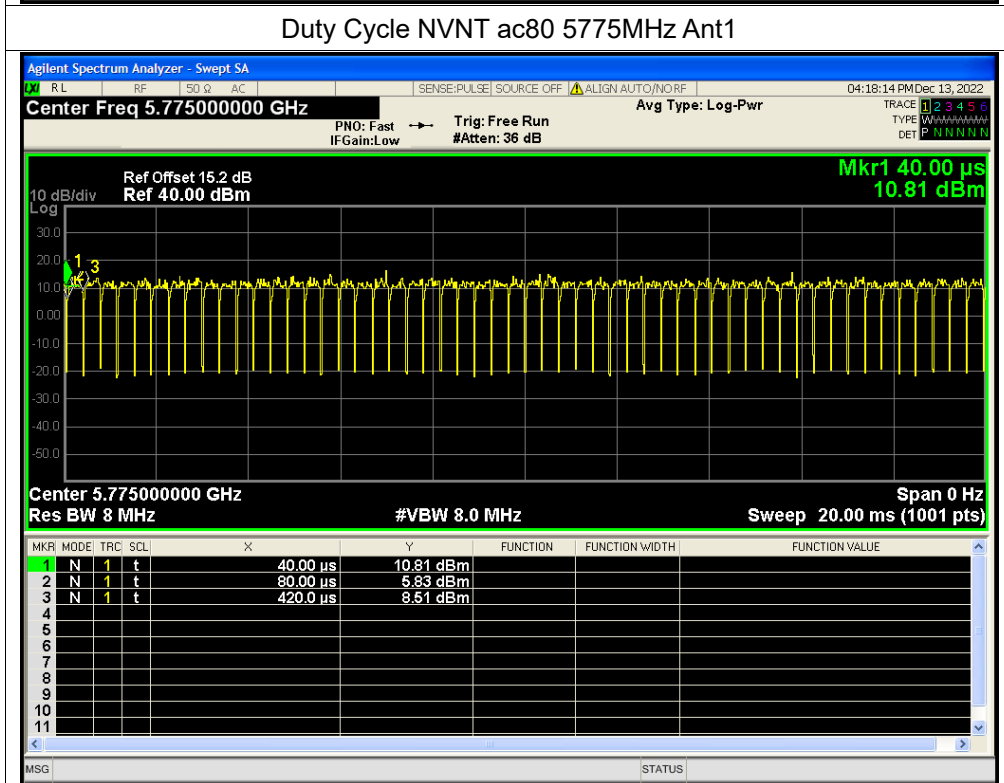 Duty Cycle NVNT ac80 5775MHz Ant1
Agilent Spectrum Analyzer - Swept SA
LXI RL RF 50 Ω AC SENSE:PULSE SOURCE OFF ALIGN AUTO/NO RF 04:18:14 PM Dec 13, 2022
Center Freq 5.775000000 GHz Avg Type: Log-Pwr TRACE 1 2 3 4 5 6
PNO: Fast Trig: Free Run TYPE
IFGain:Low #Atten: 36 dB DET P N N N N N
Mkr1 40.00 µs
10.81 dBm
Ref Offset 15.2 dB
10 dB/div Ref 40.00 dBm
Log
30.0
20.0
10.0
0.00
-10.0
-20.0
-30.0
-40.0
-50.0
1 3
Center 5.775000000 GHz Span 0 Hz
Res BW 8 MHz #VBW 8.0 MHz Sweep 20.00 ms (1001 pts)
MKR MODE TRC SCL X Y FUNCTION FUNCTION WIDTH FUNCTION VALUE
1 N 1 t 40.00 µs 10.81 dBm
2 N 1 t 80.00 µs 5.83 dBm
3 N 1 t 420.0 µs 8.51 dBm
4
5
6
7
8
9
10
11
MSG STATUS